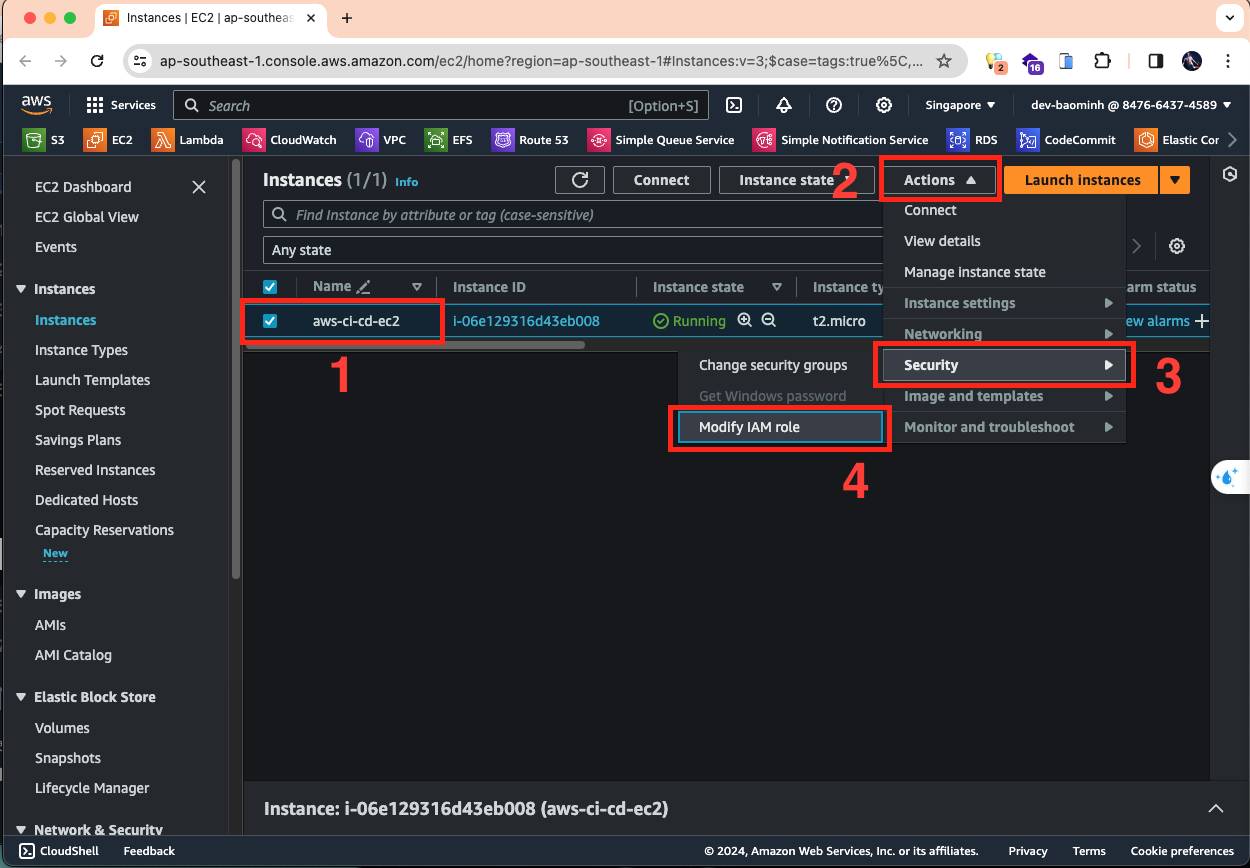 Instances | EC2 | ap-southeas
ap-southeast-1.console.aws.amazon.com/ec2/home?region=ap-southeast-1#Instances:v=3;$case=tags:true%5C,...
2
16
aws
Services
Search
[Option+S]
Singapore
dev-baominh @ 8476-6437-4589
S3
EC2
Lambda
CloudWatch
VPC
EFS
Route 53
Simple Queue Service
Simple Notification Service
RDS
CodeCommit
Elastic Cor
EC2 Dashboard
EC2 Global View
Events
Instances
Instances
Instance Types
Launch Templates
Spot Requests
Savings Plans
Reserved Instances
Dedicated Hosts
Capacity Reservations
New
Images
AMIs
AMI Catalog
Elastic Block Store
Volumes
Snapshots
Lifecycle Manager
Network & Security
Instances (1/1) Info
Connect
Instance state
2
Actions
Launch instances
Find Instance by attribute or tag (case-sensitive)
Any state
Name
Instance ID
Instance state
Instance ty
arm status
aws-ci-cd-ec2
i-06e129316d43eb008
Running
t2.micro
ew alarms
1
Connect
View details
Manage instance state
Instance settings
Networking
Security
3
Image and templates
Monitor and troubleshoot
Change security groups
Get Windows password
Modify IAM role
4
Instance: i-06e129316d43eb008 (aws-ci-cd-ec2)
CloudShell
Feedback
© 2024, Amazon Web Services, Inc. or its affiliates.
Privacy
Terms
Cookie preferences